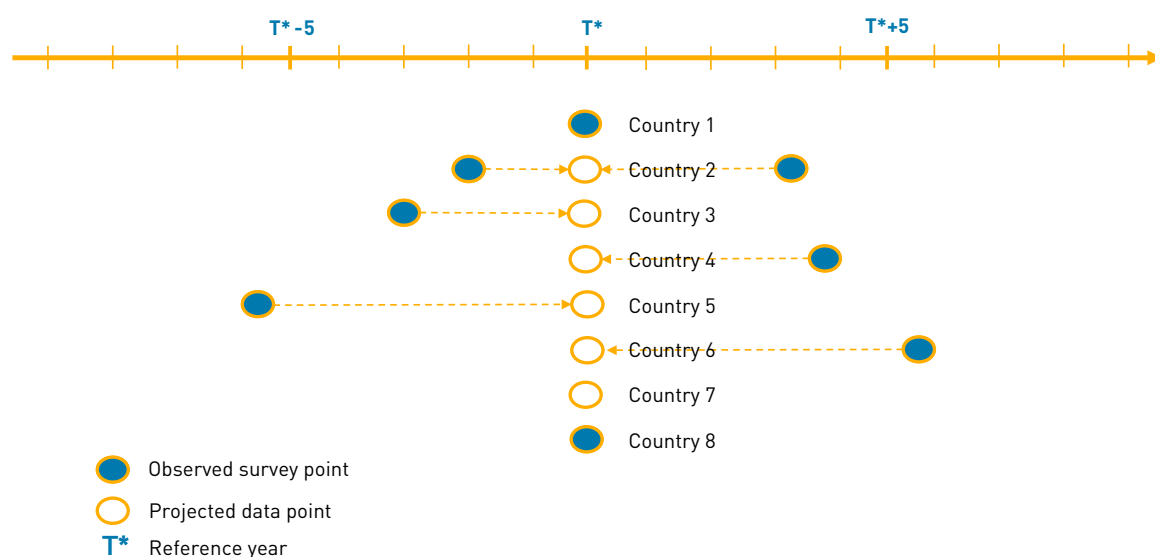 T* -5 T* T*+5
Country 1
Country 2
Country 3
Country 4
Country 5
Country 6
Country 7
Country 8
Observed survey point
Projected data point
T* Reference year